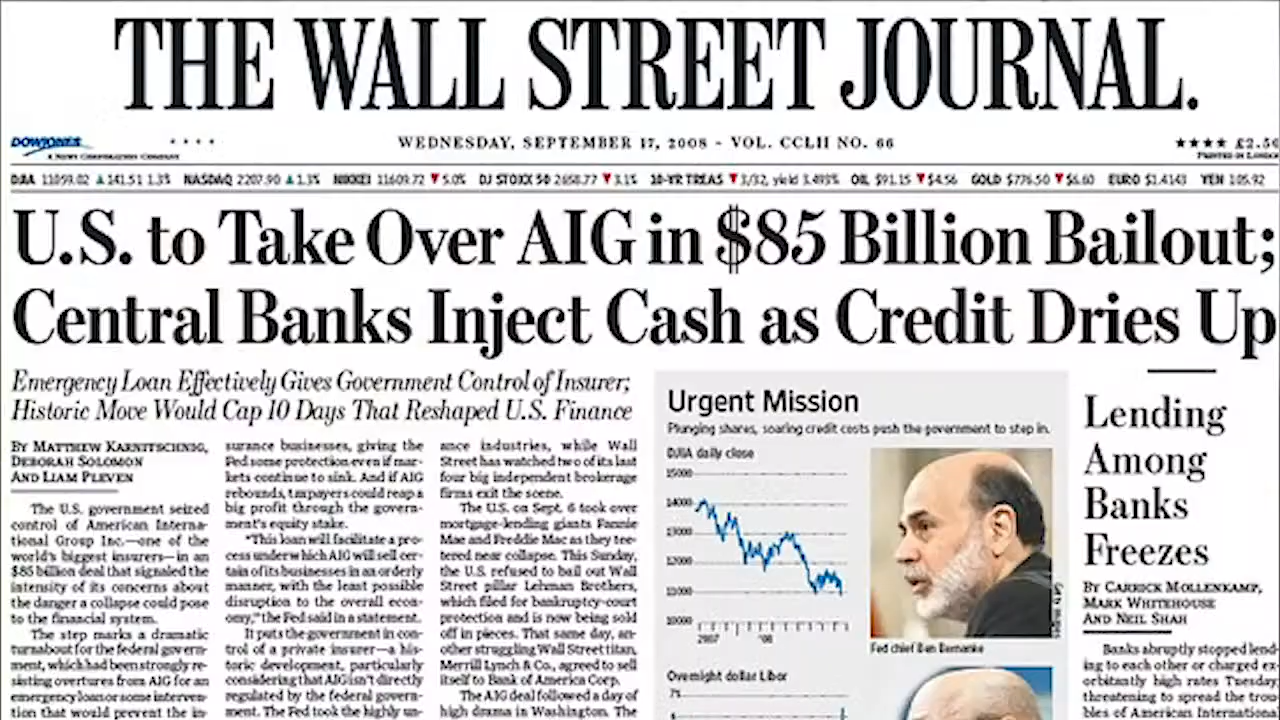 THE WALL STREET JOURNAL.
DOWJONES
A NEWS CORPORATION COMPANY
WEDNESDAY, SEPTEMBER 17, 2008 - VOL. CCLII NO. 66
★★★★ £2.50
PRINTED IN LONDON
DJIA 11059.02 ▲ 141.51 1.3% NASDAQ 2207.90 ▲ 1.3% NIKKEI 11609.72 ▼ 5.0% DJ STOXX 50 2658.77 ▼ 3.1% 10-YR TREAS ▼ 3/32, yield 3.493% OIL $91.15 ▼ $4.56 GOLD $776.50 ▼ $6.60 EURO $1.4143 YEN 105.92
U.S. to Take Over AIG in $85 Billion Bailout;
Central Banks Inject Cash as Credit Dries Up
Emergency Loan Effectively Gives Government Control of Insurer;
Historic Move Would Cap 10 Days That Reshaped U.S. Finance
BY MATTHEW KARNITSCHNIG,
DEBORAH SOLOMON
AND LIAM PLEVEN
The U.S. government seized
control of American Interna-
tional Group Inc.—one of the
world's biggest insurers—in an
$85 billion deal that signaled the
intensity of its concerns about
the danger a collapse could pose
to the financial system.
The step marks a dramatic
turnabout for the federal govern-
ment, which had been strongly re-
sisting overtures from AIG for an
emergency loan or some interven-
tion that would prevent the in-
surance businesses, giving the
Fed some protection even if mar-
kets continue to sink. And if AIG
rebounds, taxpayers could reap a
big profit through the govern-
ment's equity stake.
"This loan will facilitate a pro-
cess under which AIG will sell cer-
tain of its businesses in an orderly
manner, with the least possible
disruption to the overall econ-
omy," the Fed said in a statement.
It puts the government in con-
trol of a private insurer—a his-
toric development, particularly
considering that AIG isn't directly
regulated by the federal govern-
ment. The Fed took the highly un-
ance industries, while Wall
Street has watched two of its last
four big independent brokerage
firms exit the scene.
The U.S. on Sept. 6 took over
mortgage-lending giants Fannie
Mae and Freddie Mac as they tee-
tered near collapse. This Sunday,
the U.S. refused to bail out Wall
Street pillar Lehman Brothers,
which filed for bankruptcy-court
protection and is now being sold
off in pieces. That same day, an-
other struggling Wall Street titan,
Merrill Lynch & Co., agreed to sell
itself to Bank of America Corp.
The AIG deal followed a day of
high drama in Washington. The
Urgent Mission
Plunging shares, soaring credit costs push the government to step in.
DJIA daily close
15000
14000
13000
12000
11000
10000
2007 '08
Getty Images
Fed chief Ben Bernanke
Overnight dollar Libor
7%
6
Lending
Among
Banks
Freezes
BY CARRICK MOLLENKAMP,
MARK WHITEHOUSE
AND NEIL SHAH
Banks abruptly stopped lend-
ing to each other or charged ex-
orbitantly high rates Tuesday,
threatening to spread the trou-
bles of American International